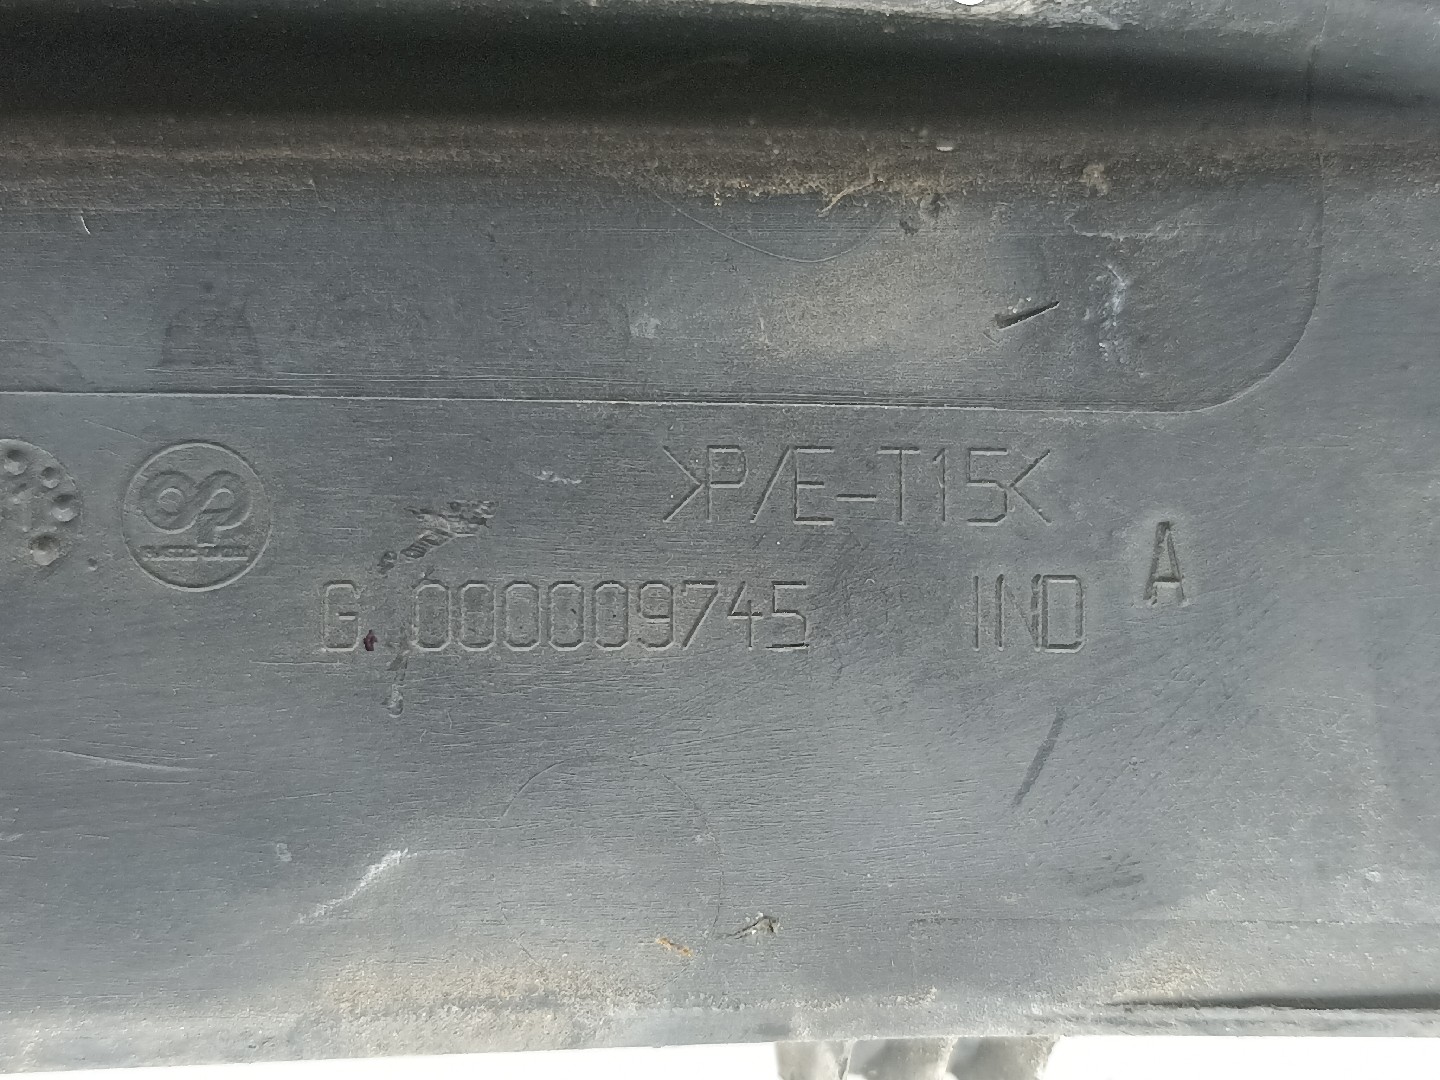 >P/E-T15<
G.000009745 IND A